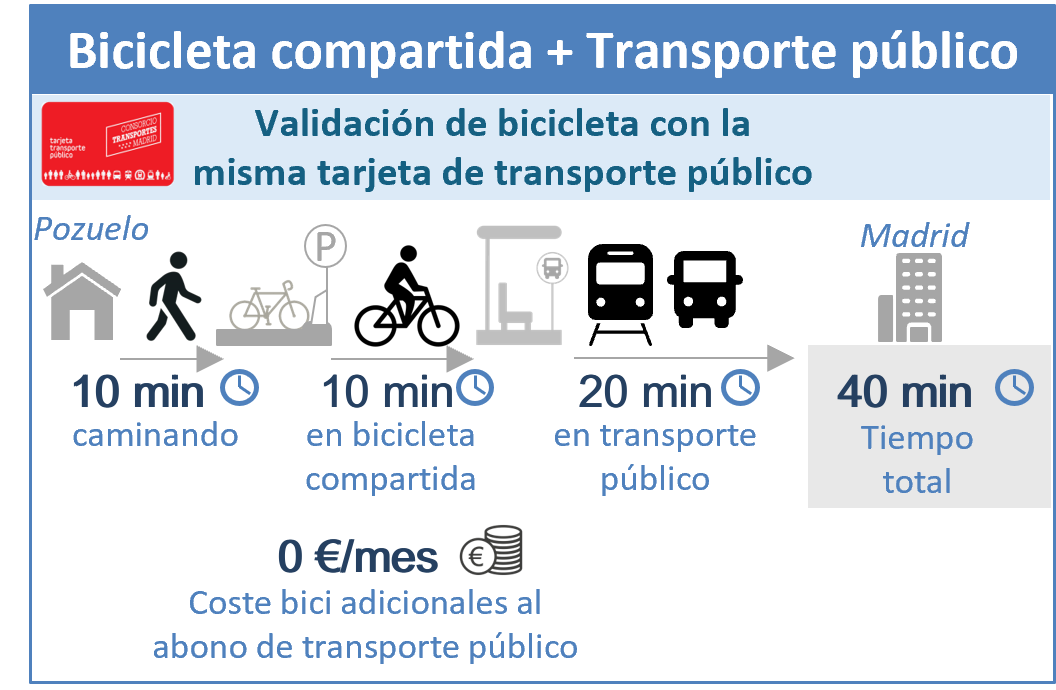 Bicicleta compartida + Transporte público
tarjeta
transporte
público
CONSORCIO
TRANSPORTES
MADRID
Validación de bicicleta con la
misma tarjeta de transporte público
Pozuelo
Madrid
P
10 min
caminando
10 min
en bicicleta
compartida
20 min
en transporte
público
40 min
Tiempo
total
0 €/mes
€
Coste bici adicionales al
abono de transporte público